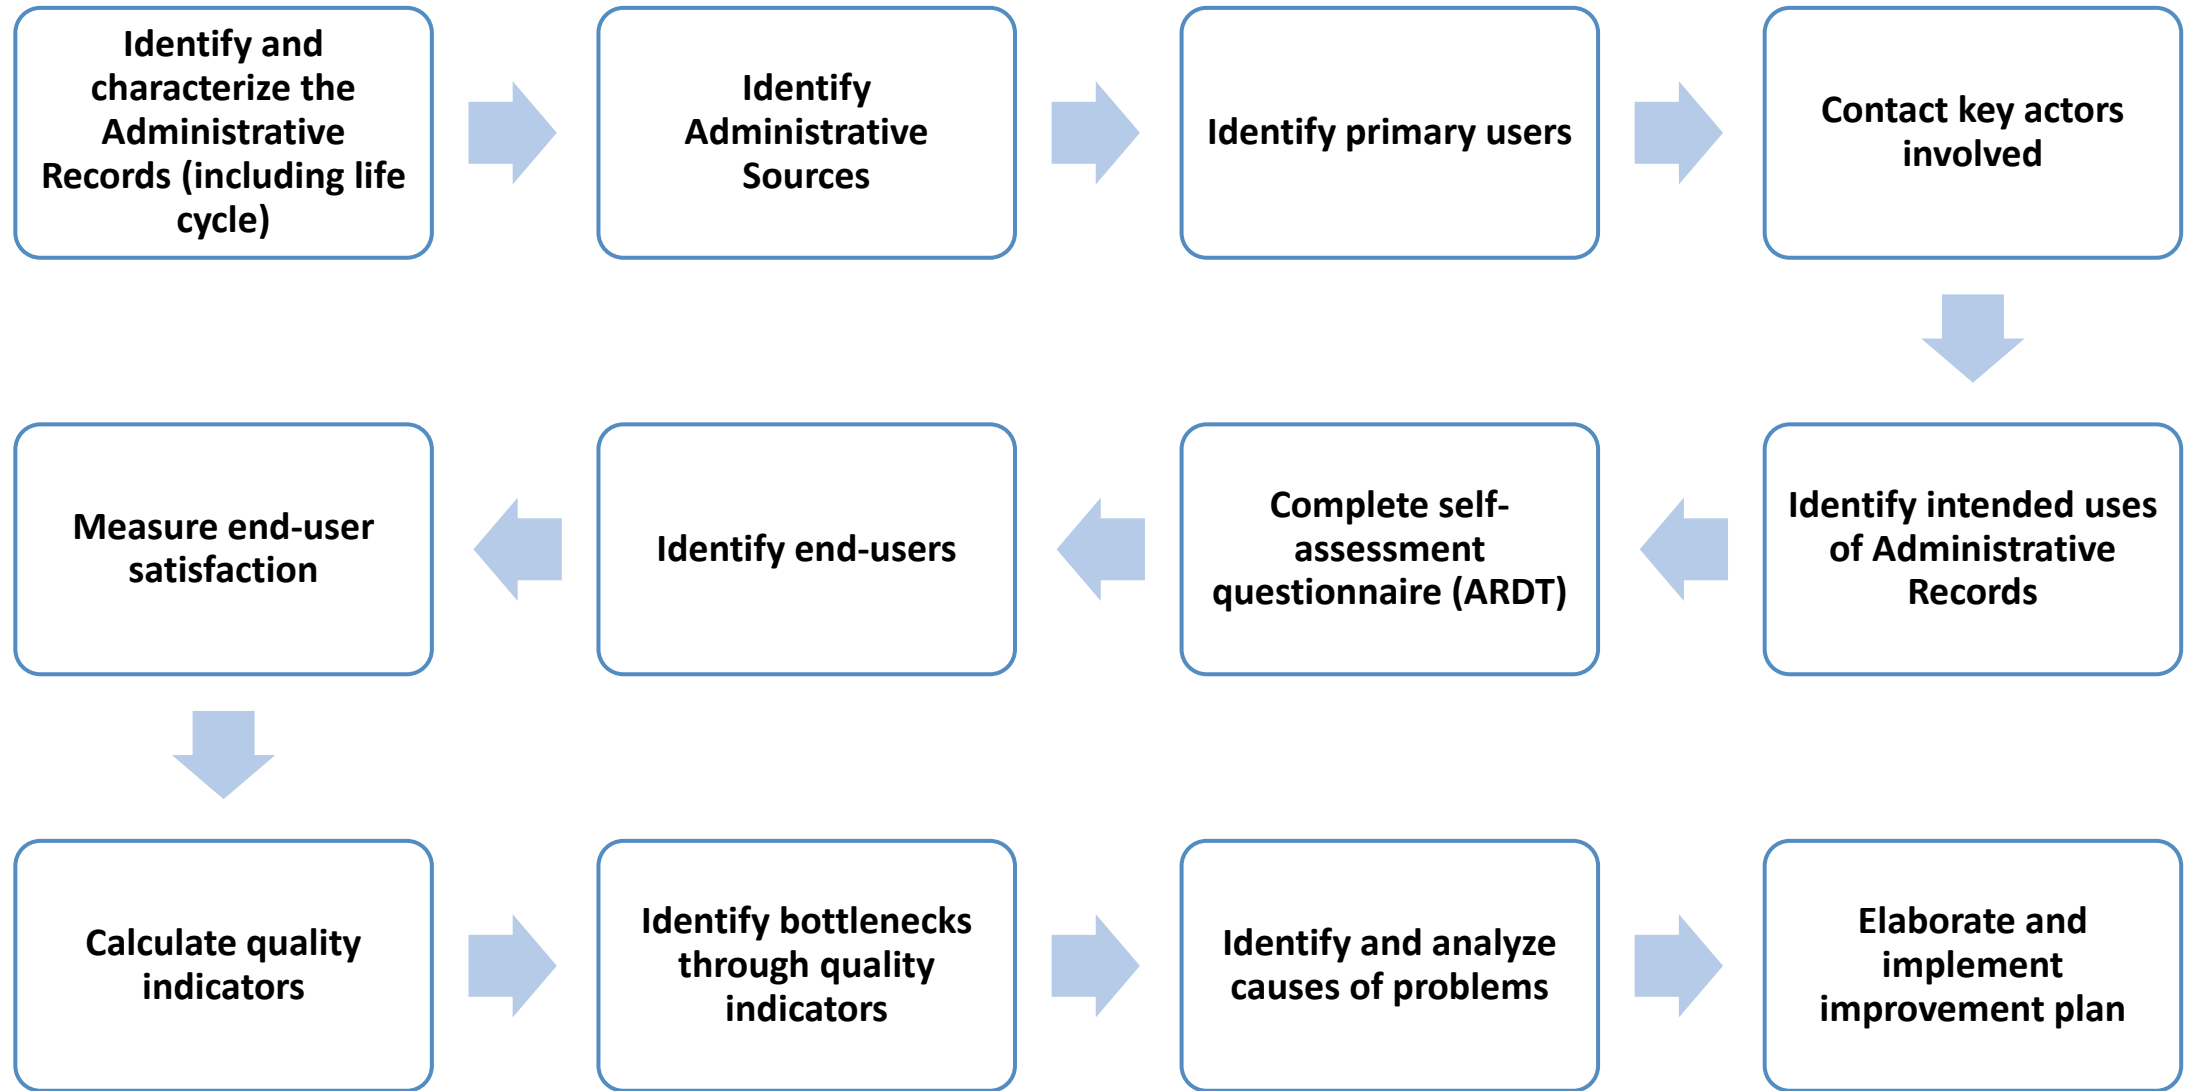 Identify and
characterize the
Administrative
Records (including life
cycle)
Identify
Administrative
Sources
Identify primary users
Contact key actors
involved
Identify intended uses
of Administrative
Records
Complete self-
assessment
questionnaire (ARDT)
Identify end-users
Measure end-user
satisfaction
Calculate quality
indicators
Identify bottlenecks
through quality
indicators
Identify and analyze
causes of problems
Elaborate and
implement
improvement plan